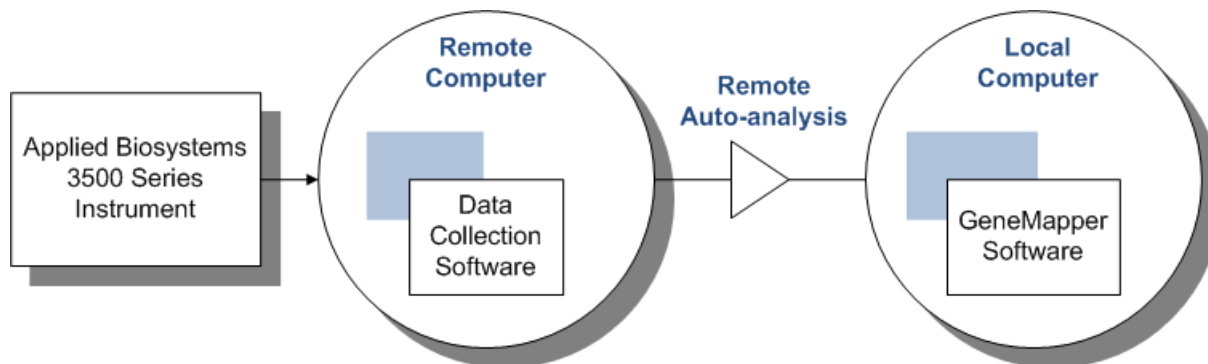 Applied Biosystems
3500 Series
Instrument
Remote
Computer
Data
Collection
Software
Remote
Auto-analysis
Local
Computer
GeneMapper
Software